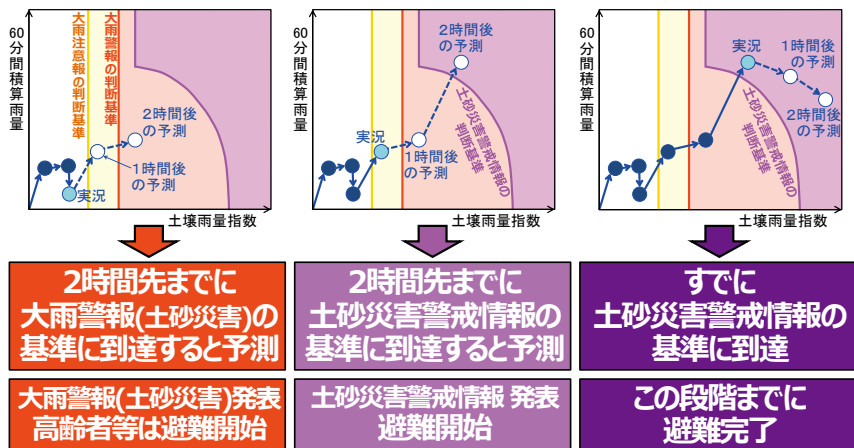 60分間積算雨量
大雨注意報の判断基準
大雨警報の判断基準
2時間後
の予測
1時間後
の予測
実況
土壌雨量指数
60分間積算雨量
2時間後
の予測
実況
1時間後
の予測
土砂災害警戒情報の
判断基準
土壌雨量指数
60分間積算雨量
実況
1時間後
の予測
2時間後
の予測
土砂災害警戒情報の
判断基準
土壌雨量指数
2時間先までに
大雨警報(土砂災害)の
基準に到達すると予測
2時間先までに
土砂災害警戒情報の
基準に到達すると予測
すでに
土砂災害警戒情報の
基準に到達
大雨警報(土砂災害)発表
高齢者等は避難開始
土砂災害警戒情報 発表
避難開始
この段階までに
避難完了